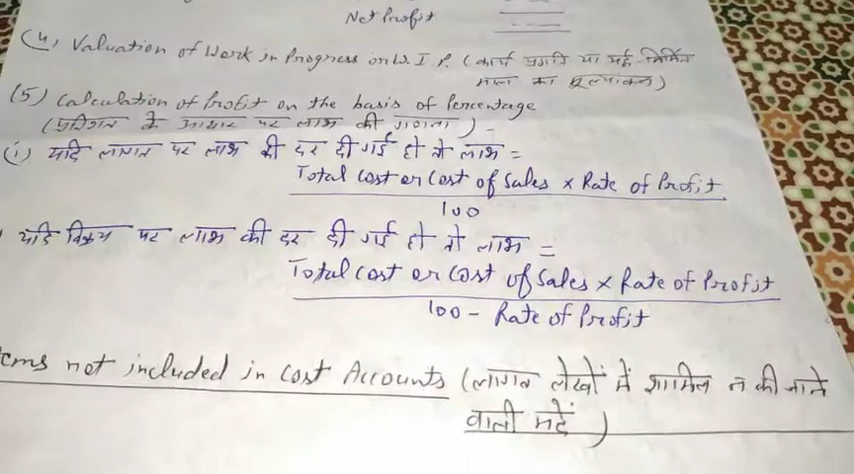 Net Profit
(4) Valuation of Work in Progress or W. I. P. (कार्य प्रगति या अर्द्ध-निर्मित
माल का मूल्यांकन)
(5) Calculation of Profit on the basis of Percentage
(प्रतिशत के आधार पर लाभ की गणना) -
(i) यदि लागत पर लाभ की दर दी गई हो तो लाभ =
Total Cost or Cost of Sales × Rate of Profit
100
यदि विक्रय पर लाभ की दर दी गई हो तो लाभ =
Total Cost or Cost of Sales × Rate of Profit
100 - Rate of Profit
ems not included in Cost Accounts (लागत लेखों में शामिल न की जाने
वाली मदें)